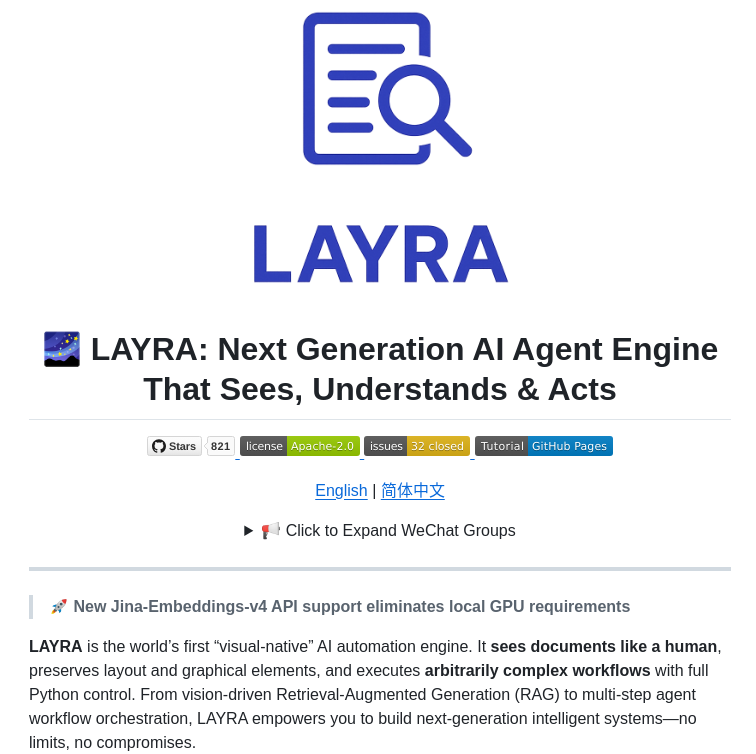 LAYRA
🌌 LAYRA: Next Generation AI Agent Engine
That Sees, Understands & Acts
Stars 821 license Apache-2.0 issues 32 closed Tutorial GitHub Pages
English | 简体中文
▶ 📢 Click to Expand WeChat Groups
🚀 New Jina-Embeddings-v4 API support eliminates local GPU requirements
LAYRA is the world’s first “visual-native” AI automation engine. It sees documents like a human,
preserves layout and graphical elements, and executes arbitrarily complex workflows with full
Python control. From vision-driven Retrieval-Augmented Generation (RAG) to multi-step agent
workflow orchestration, LAYRA empowers you to build next-generation intelligent systems—no
limits, no compromises.